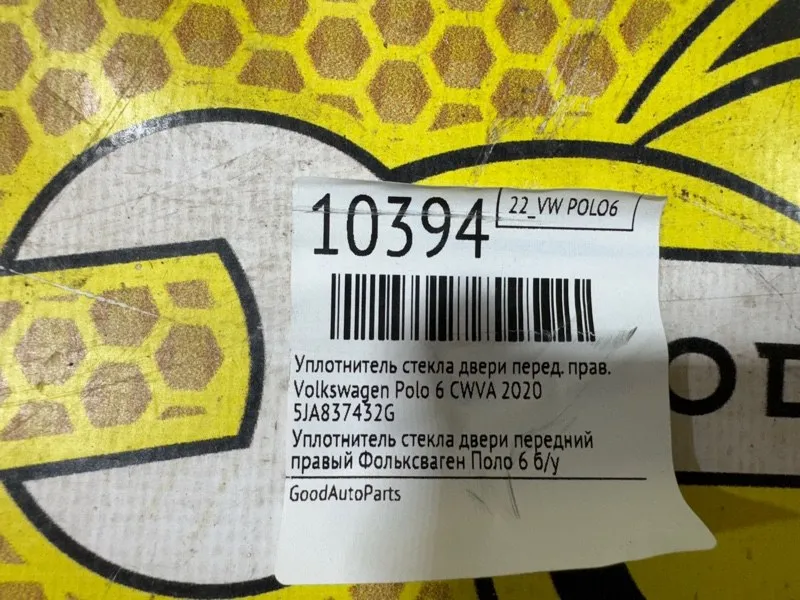 10394
22_VW POLO6
Уплотнитель стекла двери перед. прав.
Volkswagen Polo 6 CWVA 2020
5JA837432G
Уплотнитель стекла двери передний
правый Фольксваген Поло 6 б/у
GoodAutoParts